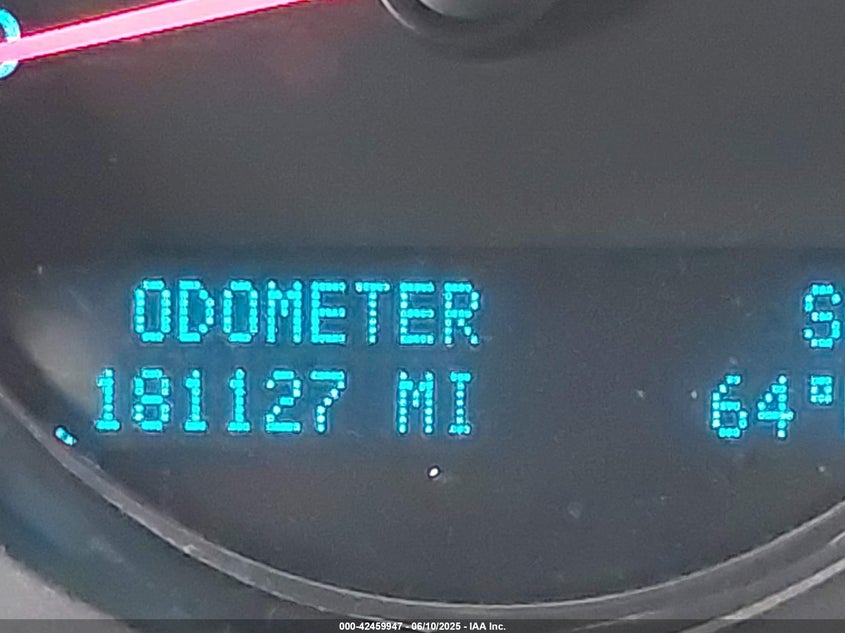 ODOMETER S
181127 MI 64°
000-42459947 - 06/10/2025 - IAA Inc.